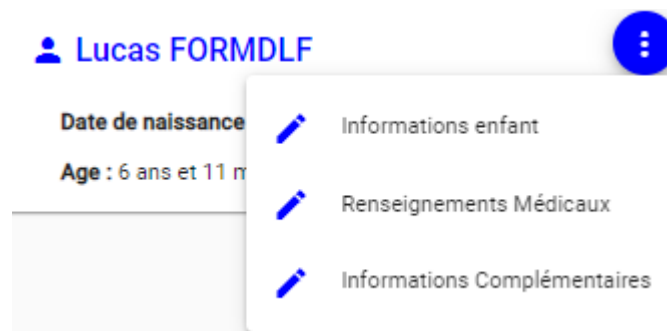 Lucas FORMDLF
Date de naissance
Informations enfant
Age : 6 ans et 11 m
Renseignements Médicaux
Informations Complémentaires